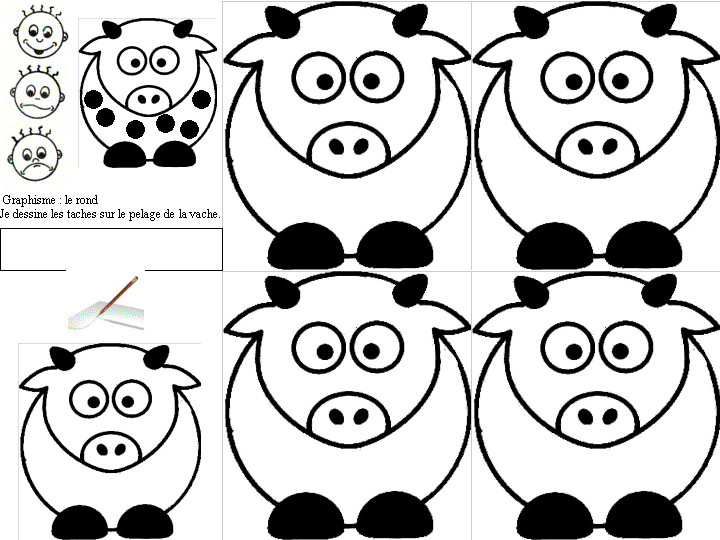 Graphisme : le rond
Je dessine les taches sur le pelage de la vache.